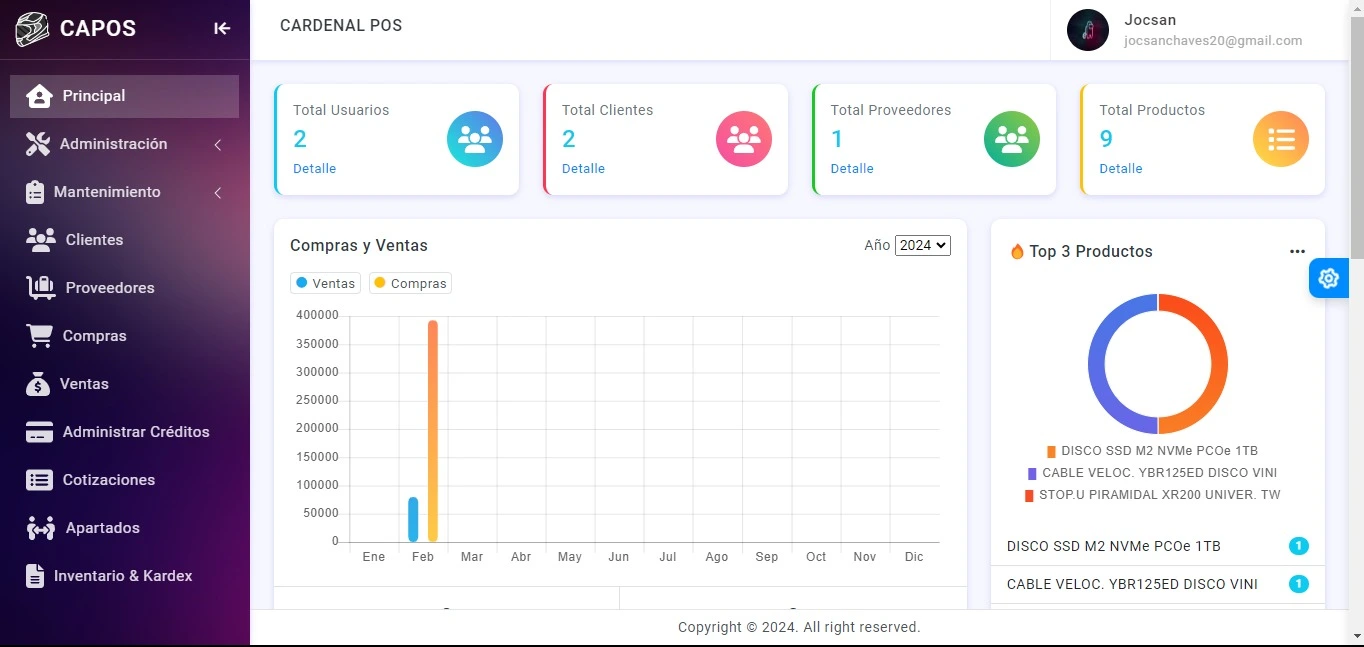 CAPOS
CARDENAL POS
Jocsan
jocsanchaves20@gmail.com
Principal
Administración
Mantenimiento
Clientes
Proveedores
Compras
Ventas
Administrar Créditos
Cotizaciones
Apartados
Inventario & Kardex
Total Usuarios
2
Detalle
Total Clientes
2
Detalle
Total Proveedores
1
Detalle
Total Productos
9
Detalle
Compras y Ventas
Año 2024
Ventas Compras
400000
350000
300000
250000
200000
150000
100000
50000
0
Ene Feb Mar Abr May Jun Jul Ago Sep Oct Nov Dic
Top 3 Productos
DISCO SSD M2 NVMe PCOe 1TB
CABLE VELOC. YBR125ED DISCO VINI
STOP.U PIRAMIDAL XR200 UNIVER. TW
DISCO SSD M2 NVMe PCOe 1TB 1
CABLE VELOC. YBR125ED DISCO VINI 1
Copyright © 2024. All right reserved.